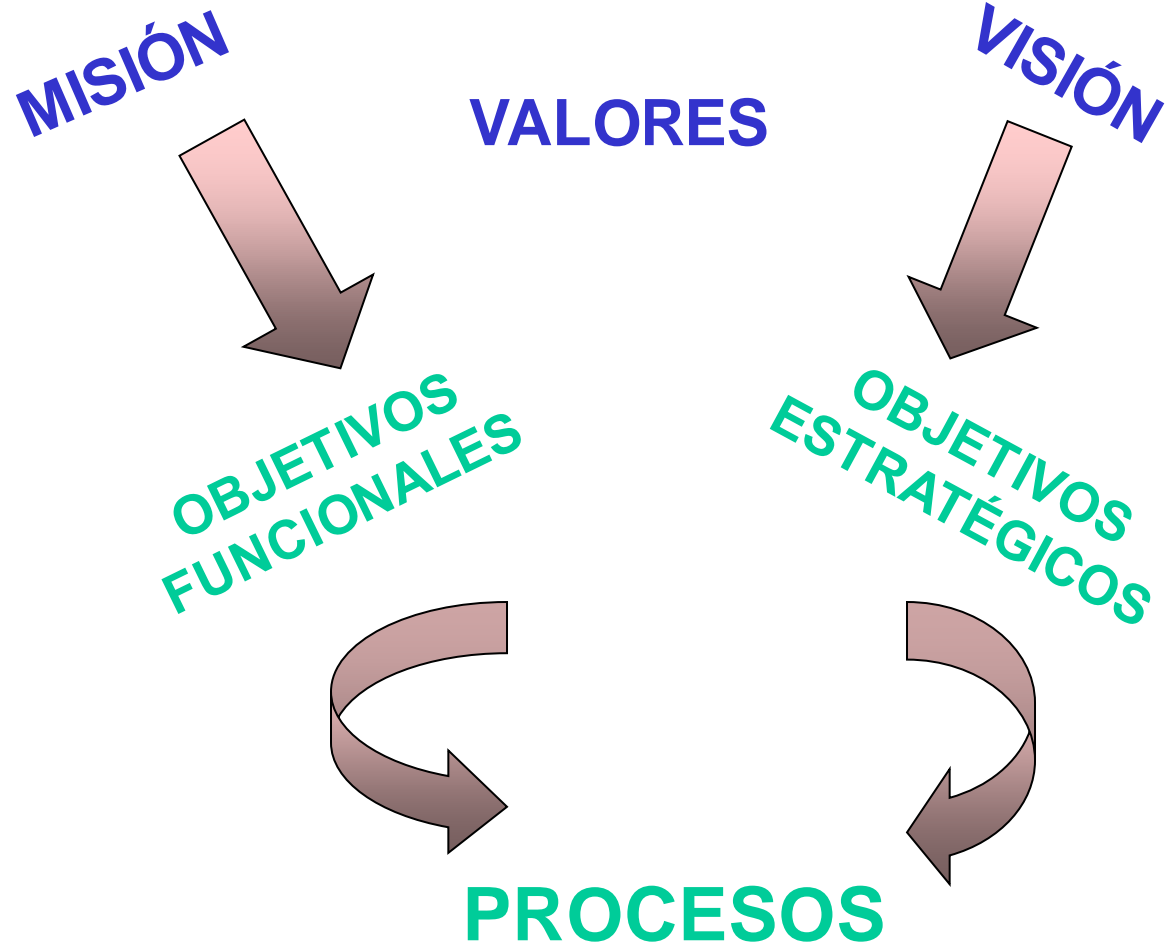 MISIÓN
VALORES
VISIÓN
OBJETIVOS
FUNCIONALES
OBJETIVOS
ESTRATÉGICOS
PROCESOS